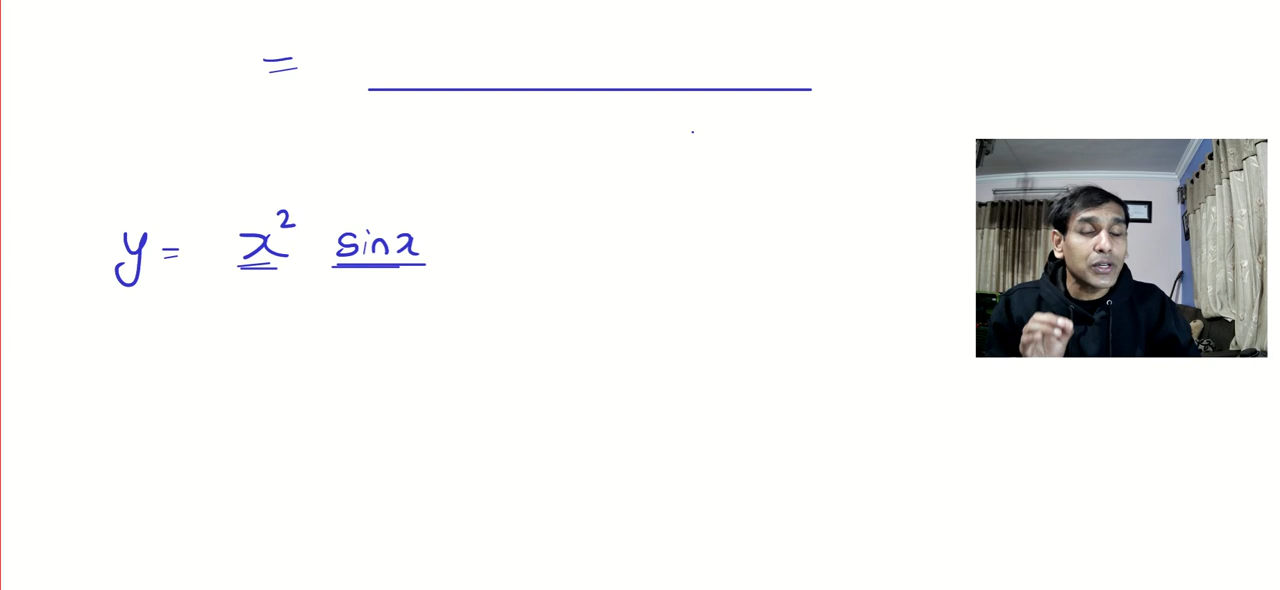 =
y = x² sinx